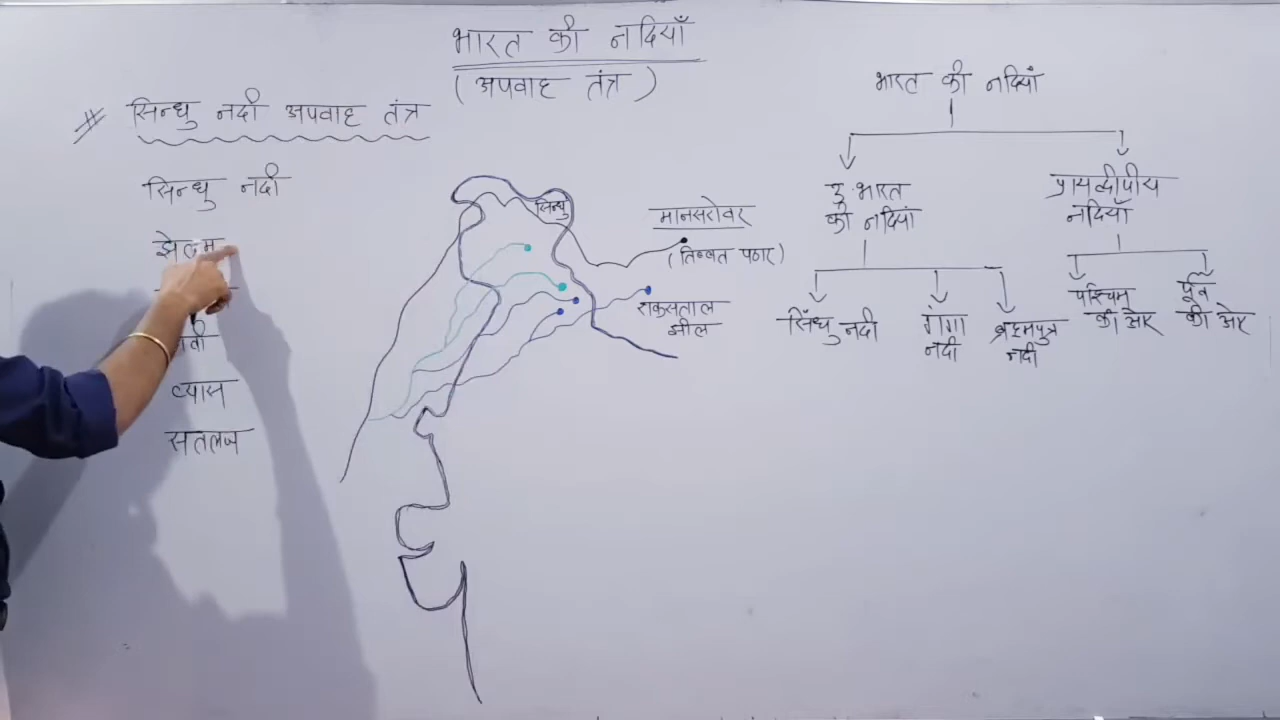 भारत की नदियाँ
(अपवाह तंत्र)
# सिन्धु नदी अपवाह तंत्र
सिन्धु नदी
झेलम
व्यास
सतलज
सिन्धु
मानसरोवर
(तिब्बत पठार)
राकसताल
झील
भारत की नदियाँ
उ. भारत
की नदियाँ
प्रायद्वीपीय
नदियाँ
सिंधु नदी
गंगा
नदी
ब्रह्मपुत्र
नदी
पश्चिम
की ओर
पूर्व
की ओर